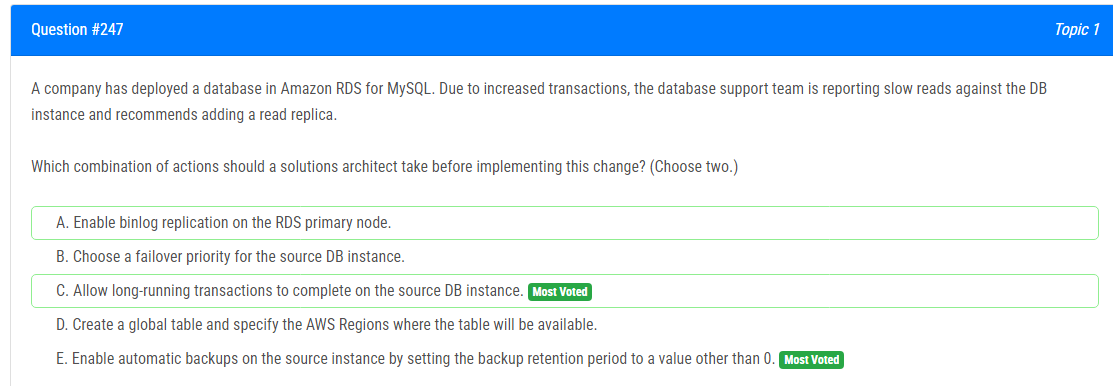 Question #247
Topic 1
A company has deployed a database in Amazon RDS for MySQL. Due to increased transactions, the database support team is reporting slow reads against the DB
instance and recommends adding a read replica.
Which combination of actions should a solutions architect take before implementing this change? (Choose two.)
A. Enable binlog replication on the RDS primary node.
B. Choose a failover priority for the source DB instance.
C. Allow long-running transactions to complete on the source DB instance. Most Voted
D. Create a global table and specify the AWS Regions where the table will be available.
E. Enable automatic backups on the source instance by setting the backup retention period to a value other than 0. Most Voted